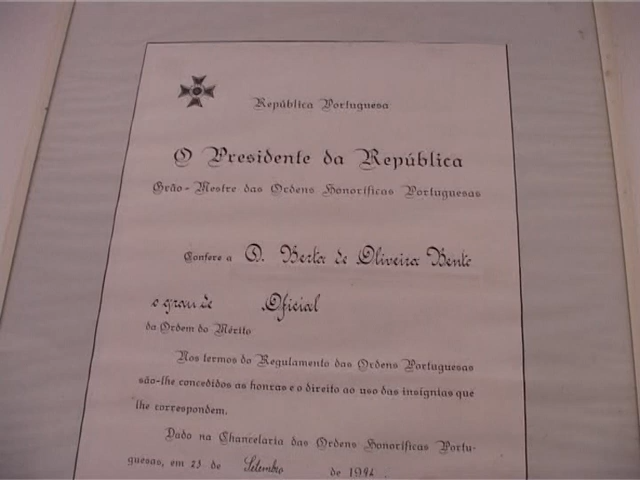 República Portuguesa
O Presidente da República
Grão-Mestre das Ordens Honoríficas Portuguesas
Confere a D. Berta de Oliveira Bento
o grau de Oficial
da Ordem do Mérito
Nos termos do Regulamento das Ordens Portuguesas
são-lhe concedidos as honras e o direito ao uso das insígnias que
lhe correspondem.
Dado na Chancelaria das Ordens Honoríficas Portu-
guesas, em 23 de Setembro de